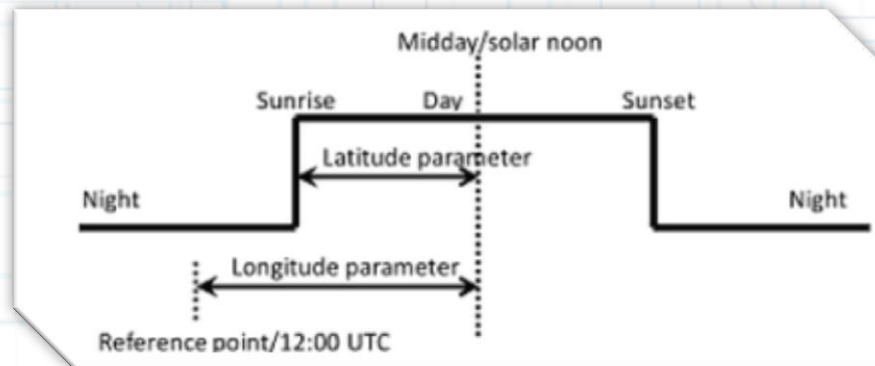 Midday/solar noon
Sunrise Day Sunset
Latitude parameter
Night Night
Longitude parameter
Reference point/12:00 UTC